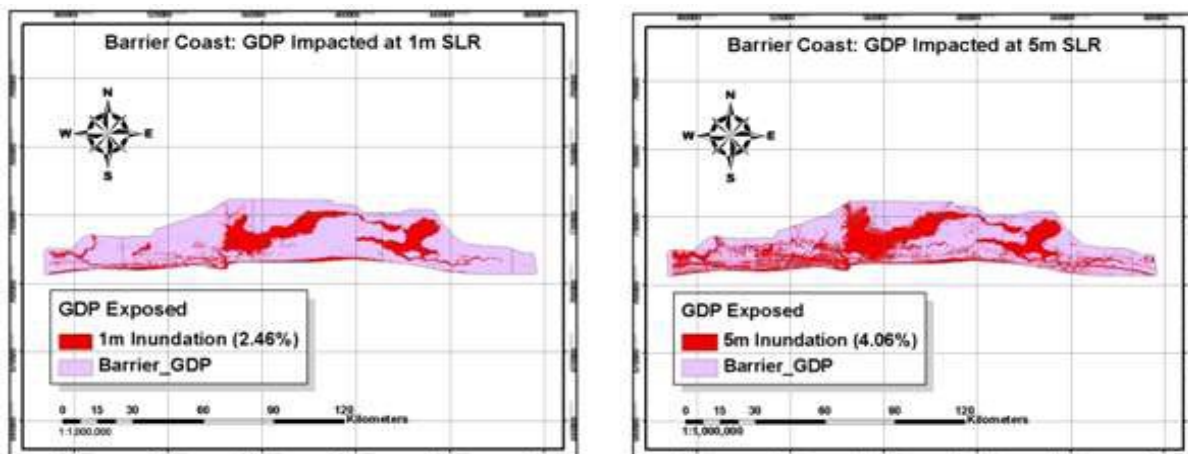 Barrier Coast: GDP Impacted at 1m SLR
N
W E
S
GDP Exposed
1m Inundation (2.46%)
Barrier_GDP
0 15 30 60 90 120
Kilometers
1:1,000,000
Barrier Coast: GDP Impacted at 5m SLR
N
W E
S
GDP Exposed
5m Inundation (4.06%)
Barrier_GDP
0 15 30 60 90 120
Kilometers
1:1,000,000